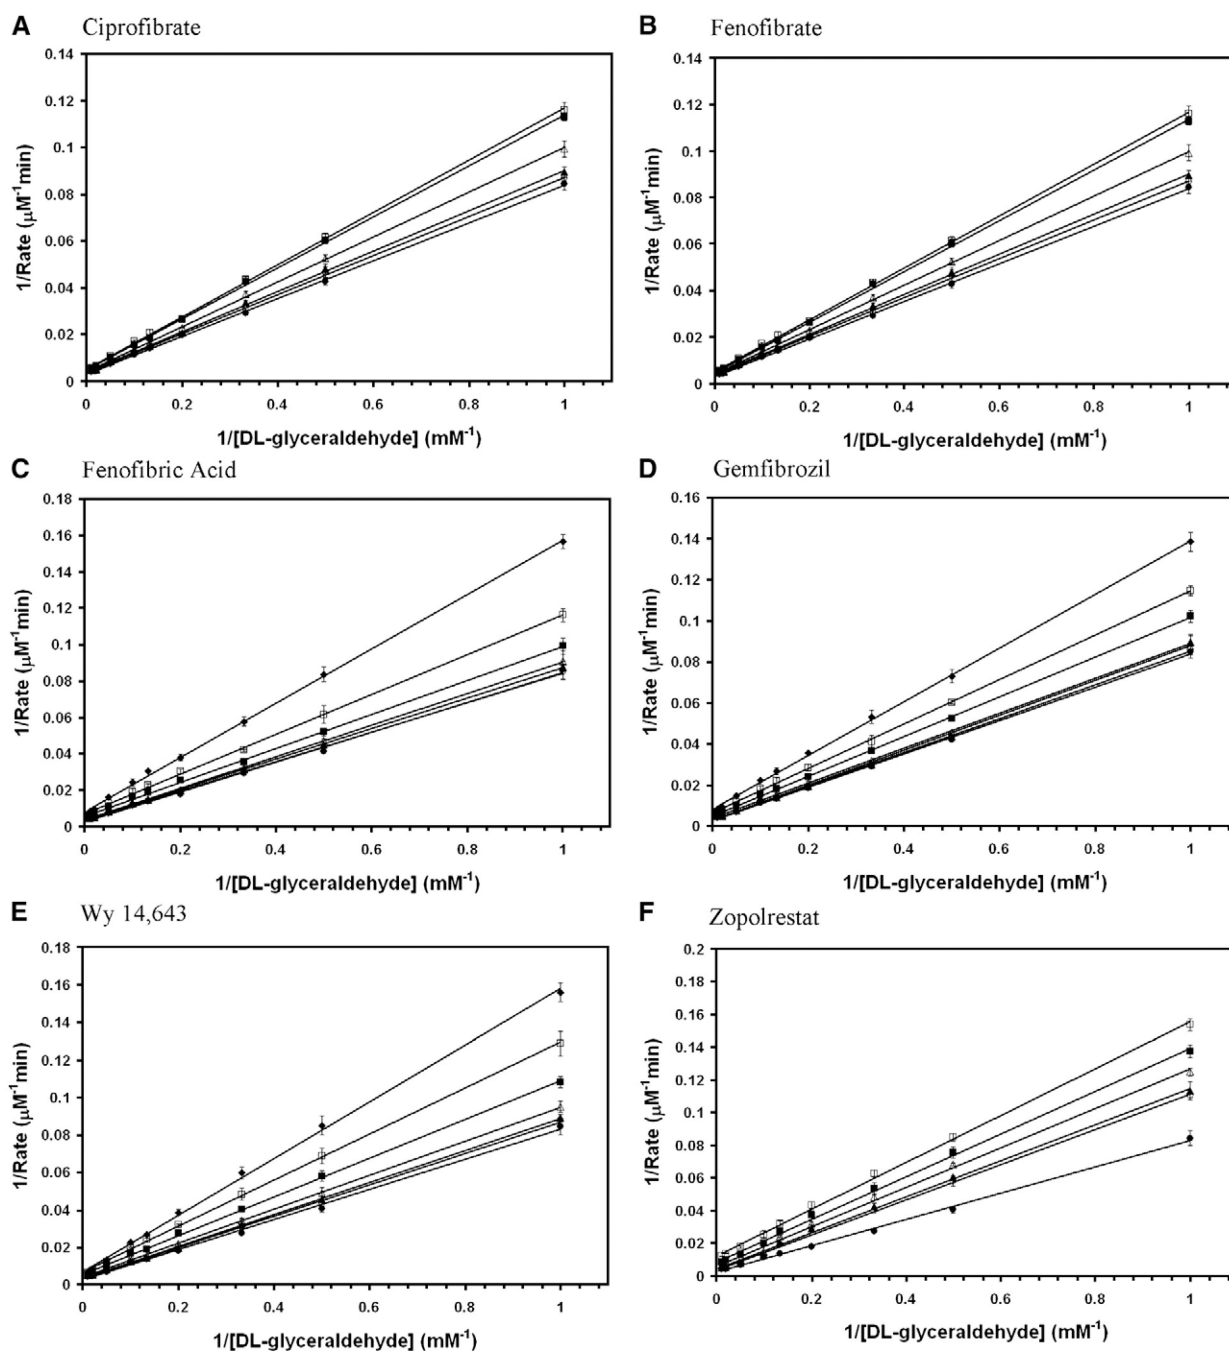 A Ciprofibrate
0.14
0.12
0.1
0.08
0.06
0.04
0.02
0
1/Rate (μM⁻¹min)
0 0.2 0.4 0.6 0.8 1
1/[DL-glyceraldehyde] (mM⁻¹)
B Fenofibrate
0.14
0.12
0.1
0.08
0.06
0.04
0.02
0
1/Rate (μM⁻¹min)
0 0.2 0.4 0.6 0.8 1
1/[DL-glyceraldehyde] (mM⁻¹)
C Fenofibric Acid
0.18
0.16
0.14
0.12
0.1
0.08
0.06
0.04
0.02
0
1/Rate (μM⁻¹min)
0 0.2 0.4 0.6 0.8 1
1/[DL-glyceraldehyde] (mM⁻¹)
D Gemfibrozil
0.16
0.14
0.12
0.1
0.08
0.06
0.04
0.02
0
1/Rate (μM⁻¹min)
0 0.2 0.4 0.6 0.8 1
1/[DL-glyceraldehyde] (mM⁻¹)
E Wy 14,643
0.18
0.16
0.14
0.12
0.1
0.08
0.06
0.04
0.02
0
1/Rate (μM⁻¹min)
0 0.2 0.4 0.6 0.8 1
1/[DL-glyceraldehyde] (mM⁻¹)
F Zopolrestat
0.2
0.18
0.16
0.14
0.12
0.1
0.08
0.06
0.04
0.02
0
1/Rate (μM⁻¹min)
0 0.2 0.4 0.6 0.8 1
1/[DL-glyceraldehyde] (mM⁻¹)